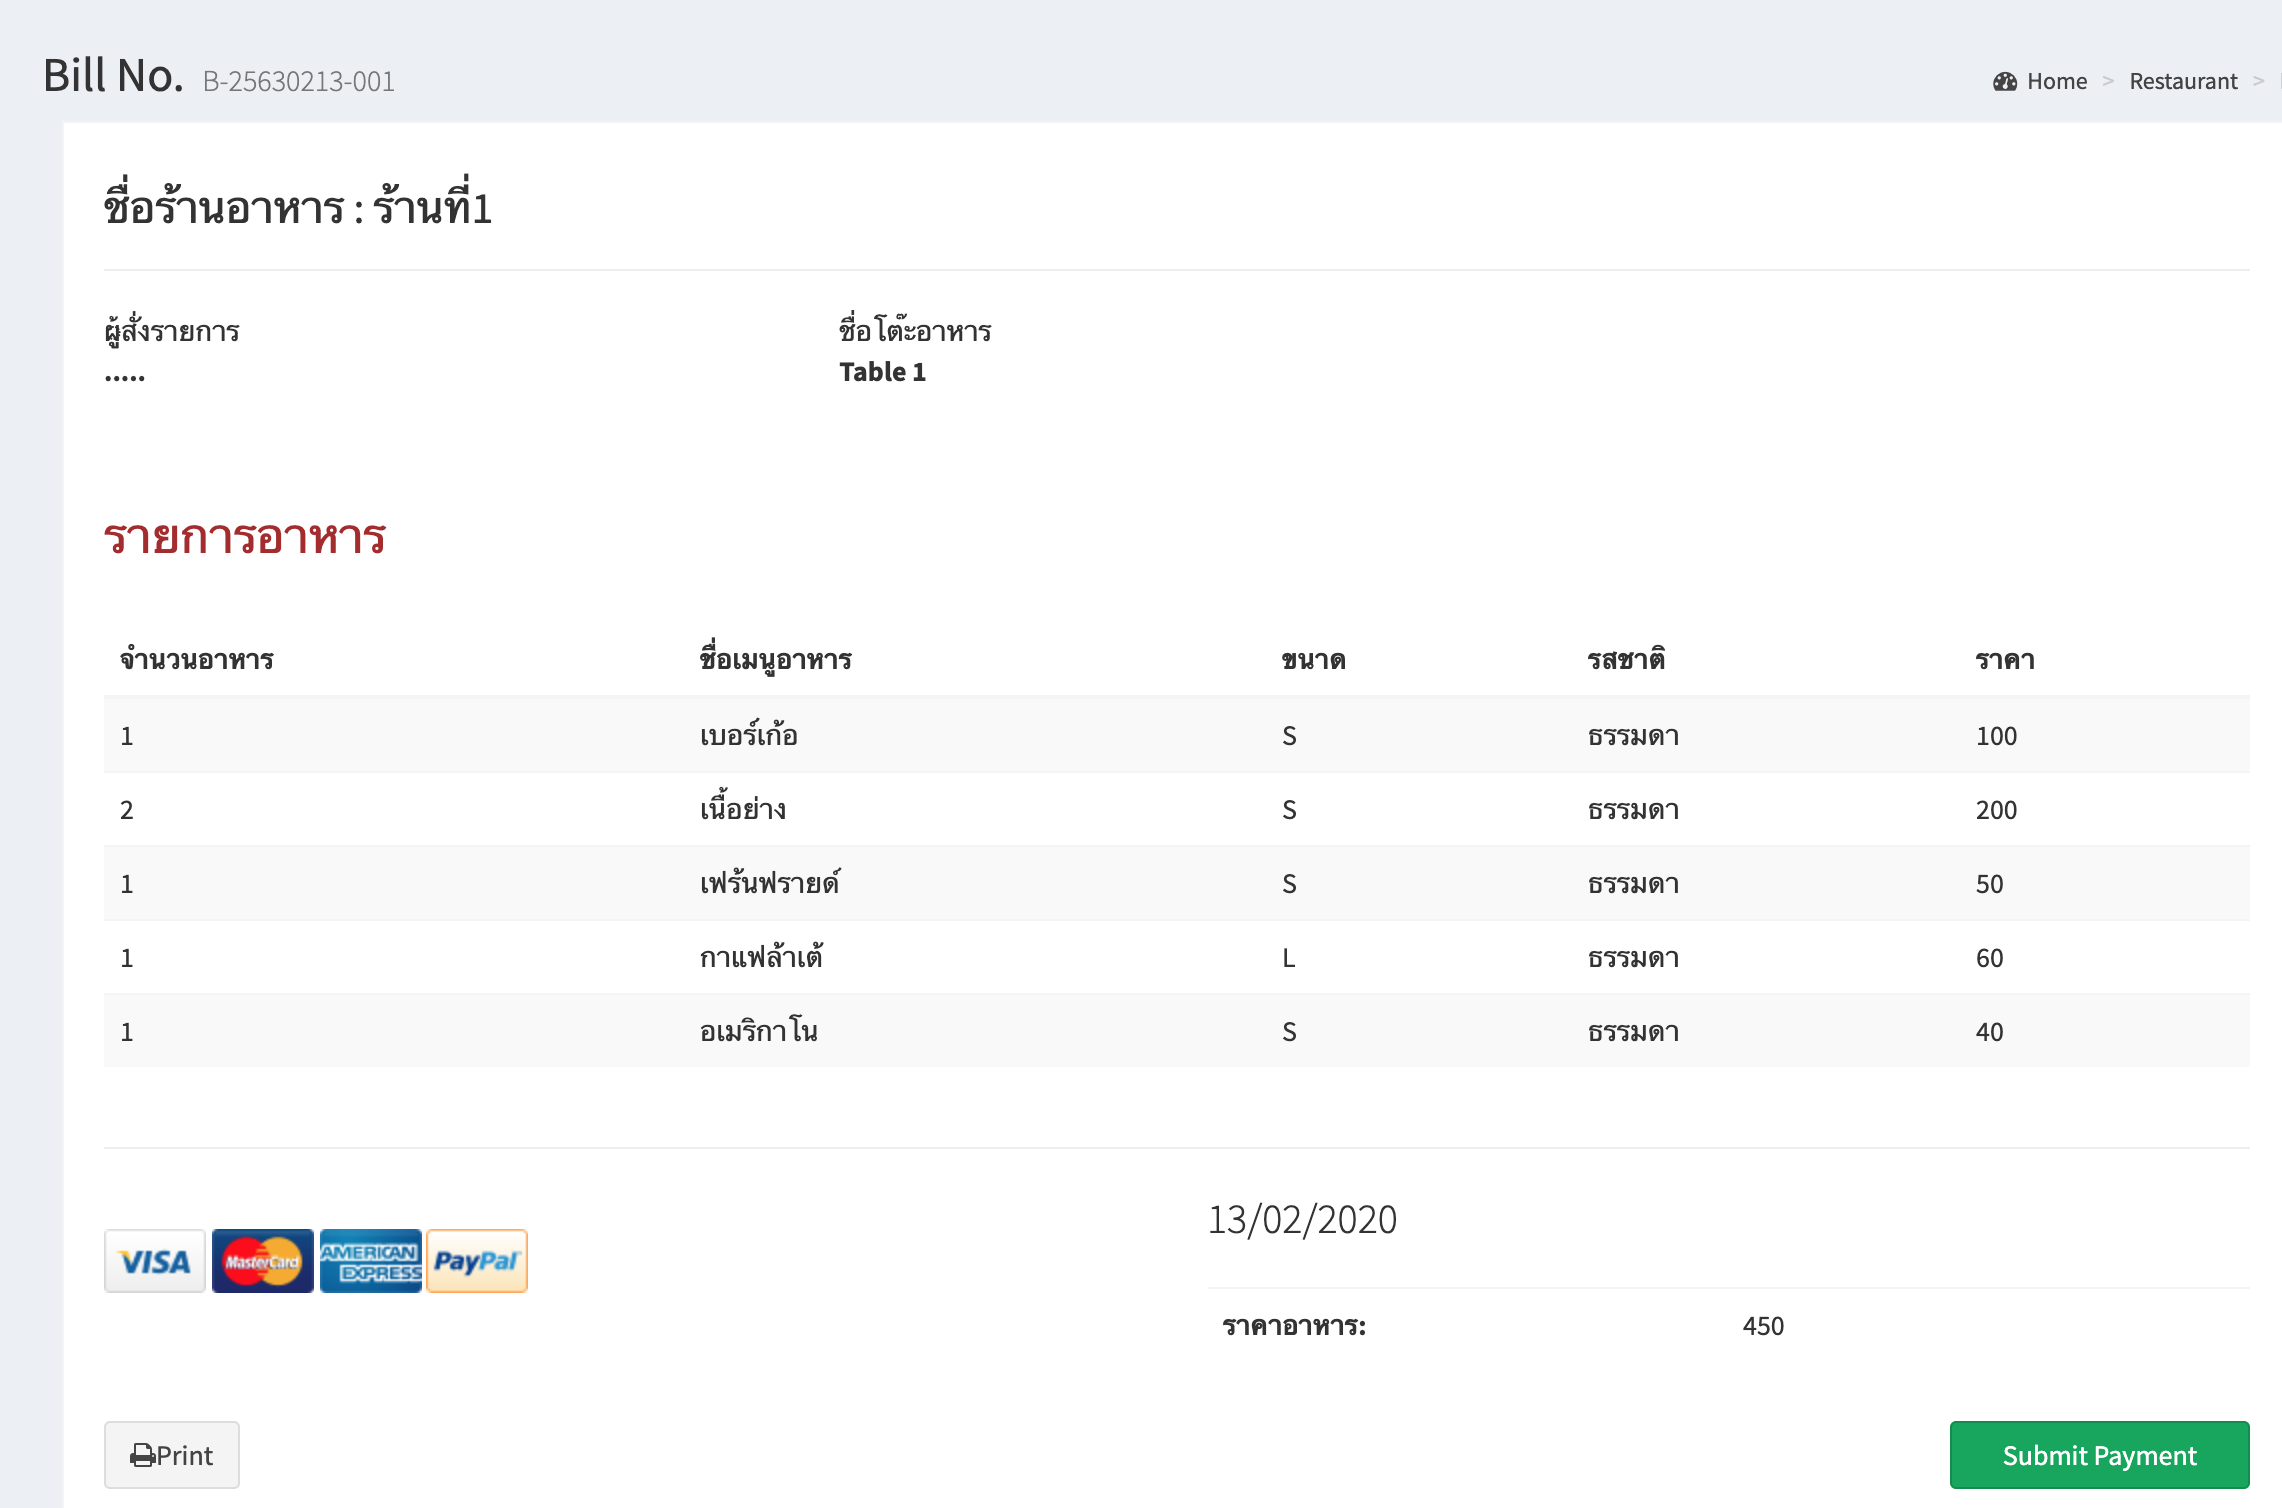 Bill No. B-25630213-001
Home > Restaurant >
ชื่อร้านอาหาร : ร้านที่1
ผู้สั่งรายการ ชื่อโต๊ะอาหาร
..... Table 1
รายการอาหาร
จำนวนอาหาร ชื่อเมนูอาหาร ขนาด รสชาติ ราคา
1 เบอร์เก้อ S ธรรมดา 100
2 เนื้อย่าง S ธรรมดา 200
1 เฟร้นฟรายด์ S ธรรมดา 50
1 กาแฟล้าเต้ L ธรรมดา 60
1 อเมริกาโน S ธรรมดา 40
13/02/2020
VISA MasterCard AMERICAN EXPRESS PayPal
ราคาอาหาร: 450
Print Submit Payment